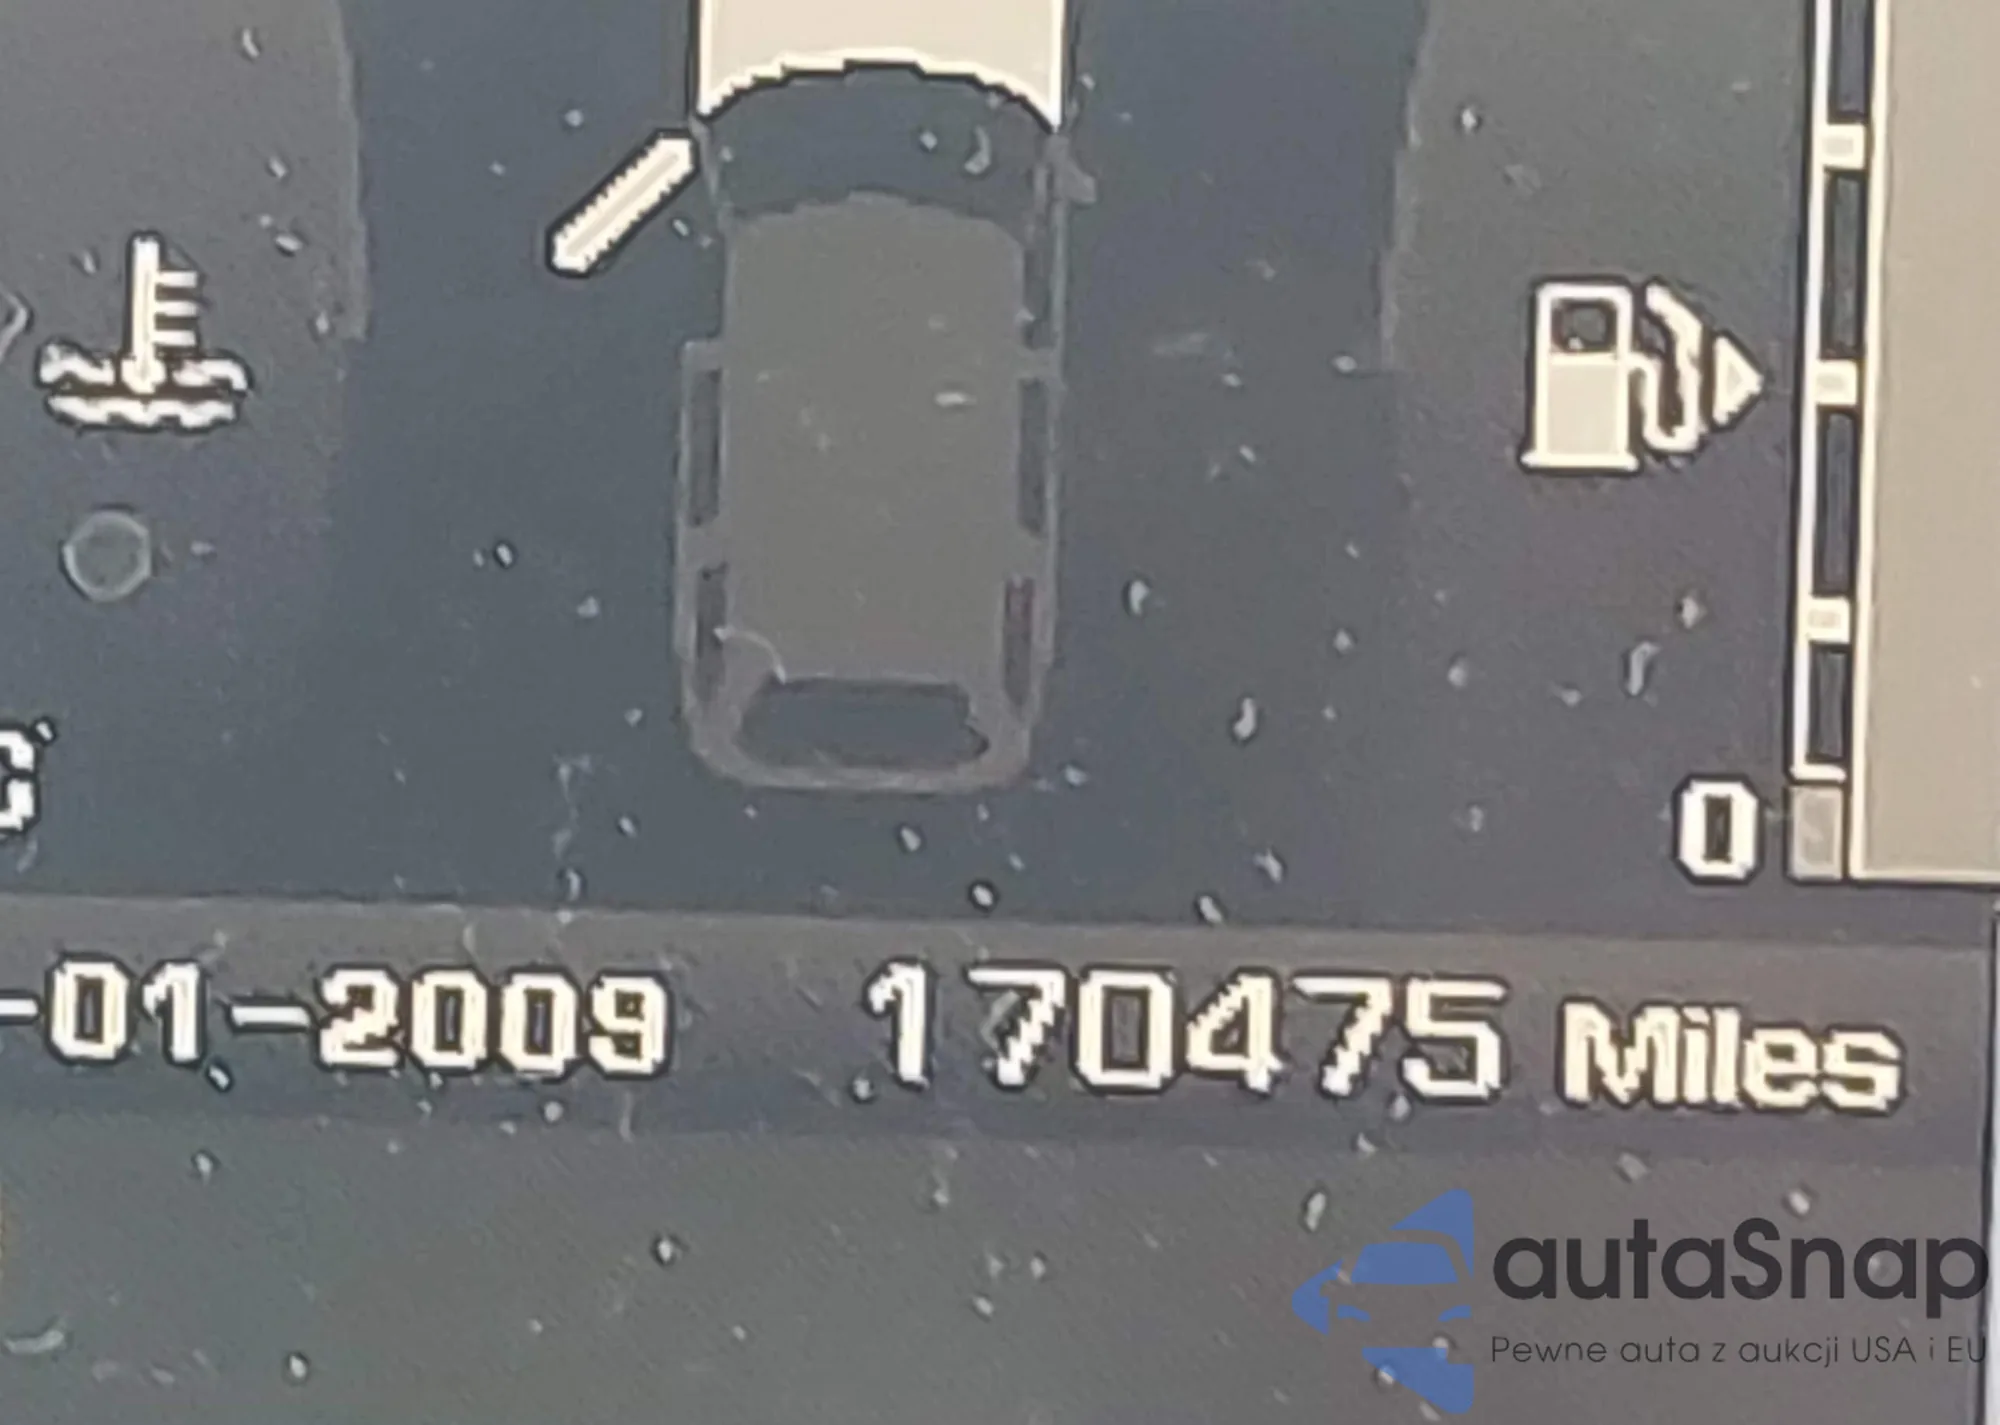 0
-01-2009 170475 Miles
autaSnap
Pewne auta z aukcji USA i EU